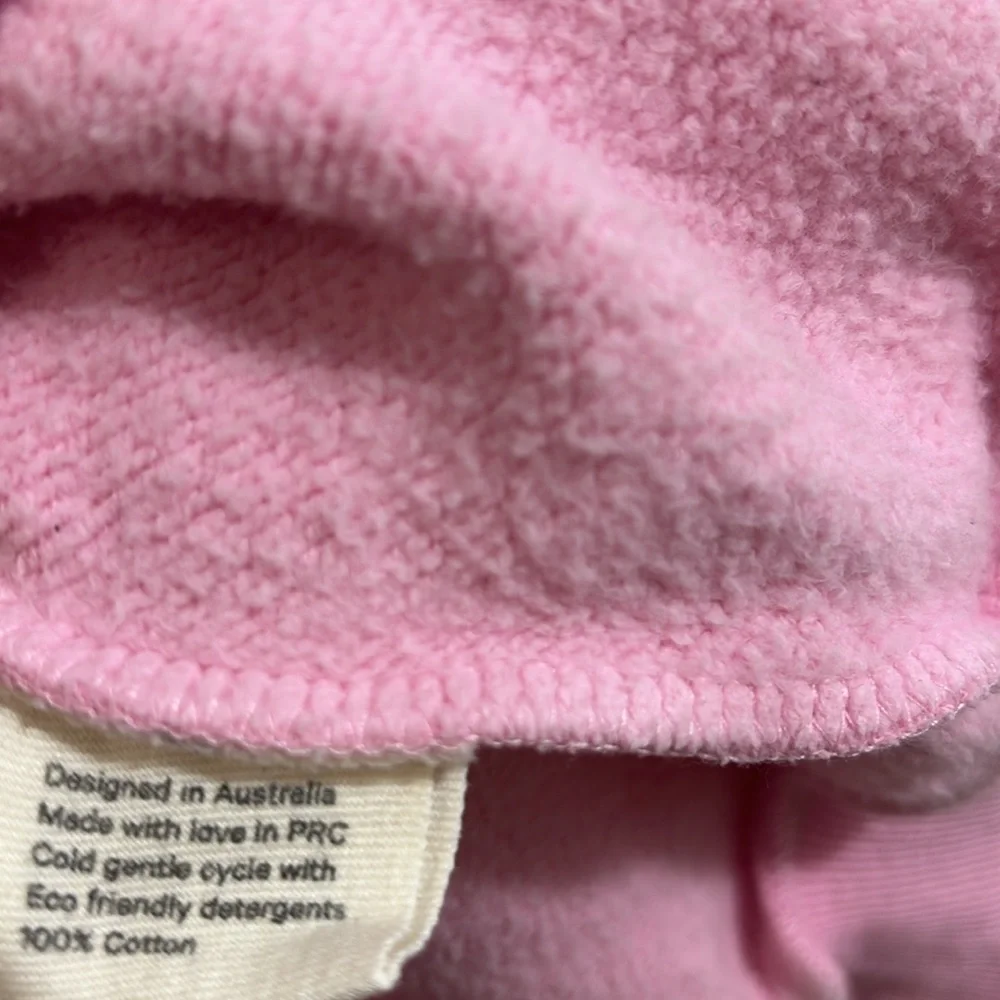 Designed in Australia
Made with love in PRC
Cold gentle cycle with
Eco friendly detergents
100% Cotton